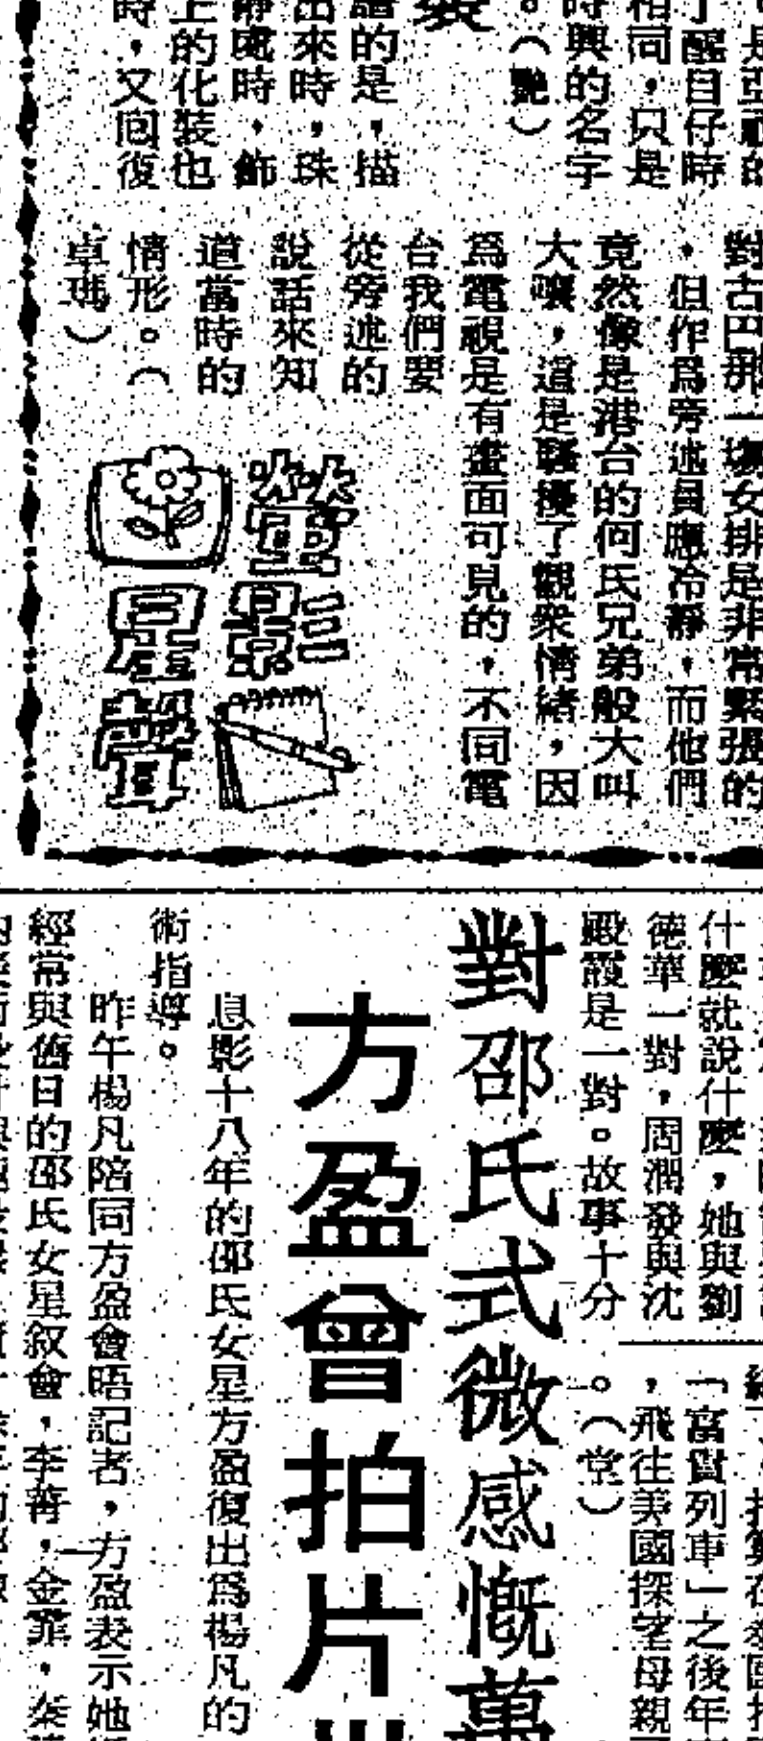 了醒目仔時
相同，只是
時興的名字
。（艷）
譜的是，描
出來時，珠
靜處時，飾
上的化裝也
時，又回復
對古巴那一場女排是非常緊張的
，但作爲旁述員應冷靜，而他們
竟然像是港台的何氏兄弟般大叫
大嚷，這是騷擾了觀衆情緒，因
爲電視是有畫面可見的，不同電
台我們要
從旁述的
說話來知
道當時的
情形。（
卓瑪）
螢
影星
聲
什麼就說什麼，她與劉
德華一對，周潤發與沈
殿霞是一對。故事十分
「富貴列車」之後年
，飛往美國探望母親
。（堂）
對邵氏式微感慨萬
方盈曾拍片
息影十八年的邵氏女星方盈復出爲楊凡的
術指導。
昨午楊凡陪同方盈會晤記者，方盈表示她
經常與舊日的邵氏女星叙會，李菁，金霏，秦